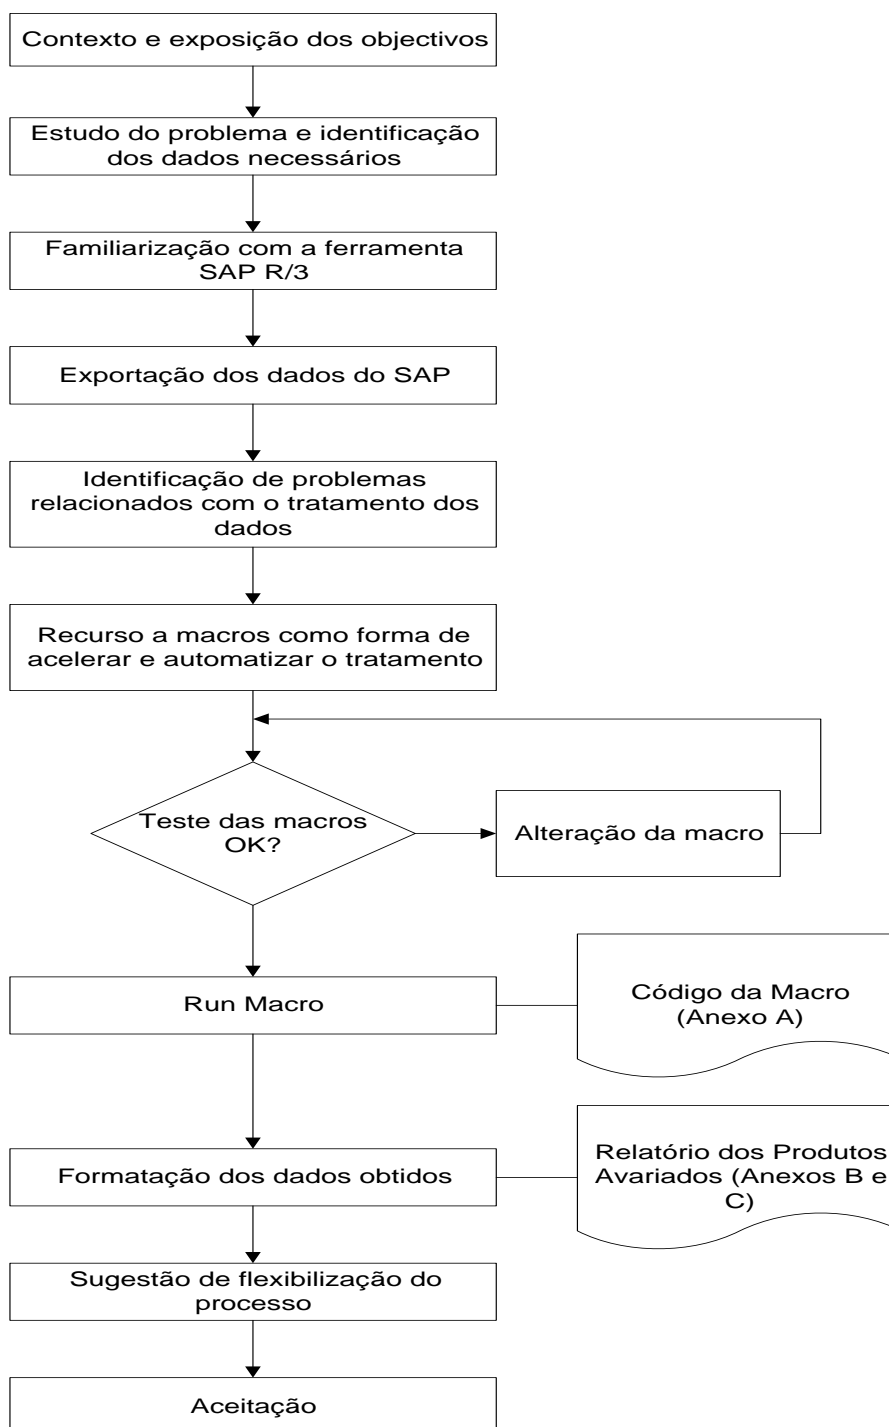 Contexto e exposição dos objectivos
Estudo do problema e identificação
dos dados necessários
Familiarização com a ferramenta
SAP R/3
Exportação dos dados do SAP
Identificação de problemas
relacionados com o tratamento dos
dados
Recurso a macros como forma de
acelerar e automatizar o tratamento
Teste das macros
OK?
Alteração da macro
Run Macro
Código da Macro
(Anexo A)
Formatação dos dados obtidos
Relatório dos Produtos
Avariados (Anexos B e
C)
Sugestão de flexibilização do
processo
Aceitação